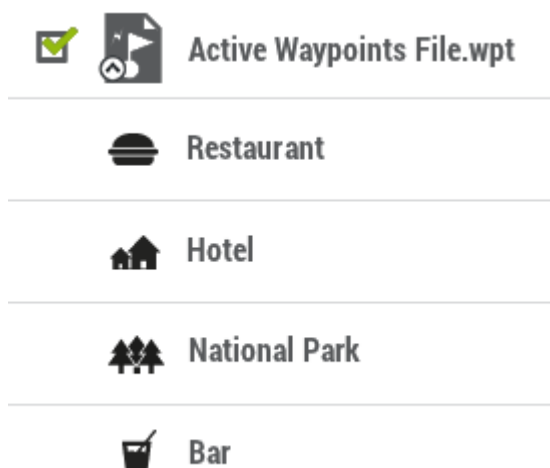 Active Waypoints File.wpt
Restaurant
Hotel
National Park
Bar